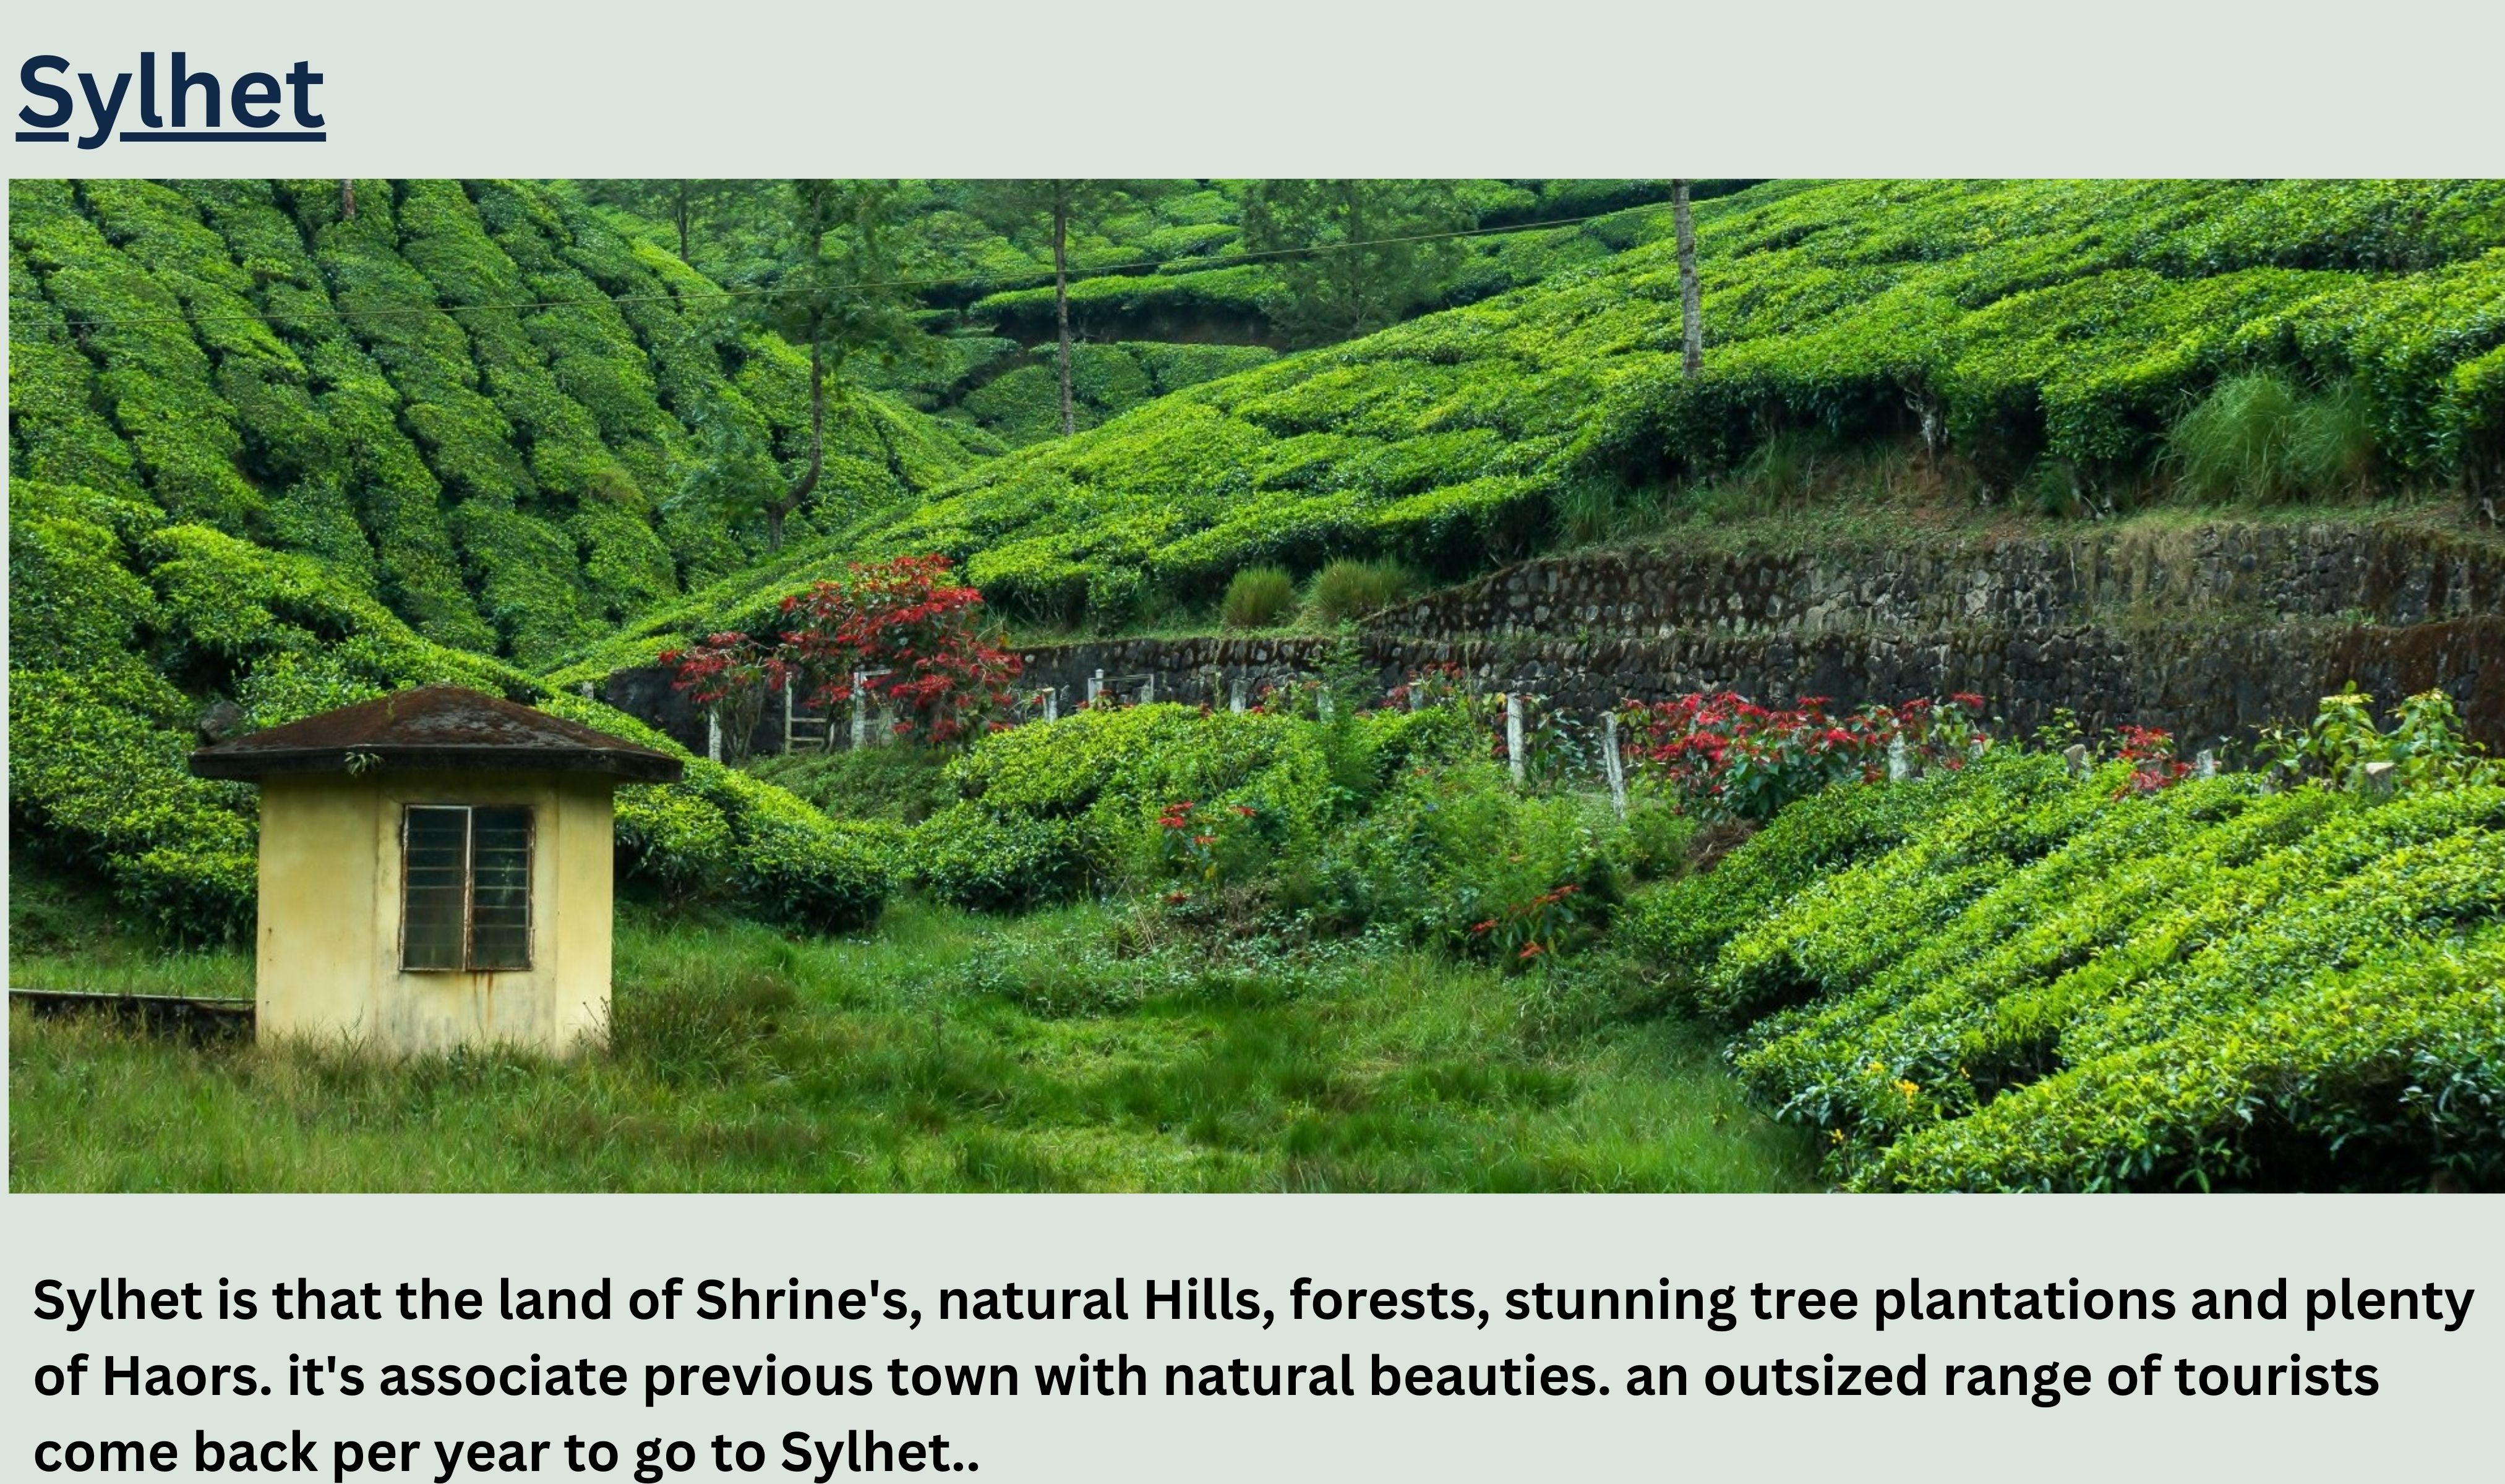 Sylhet
Sylhet is that the land of Shrine's, natural Hills, forests, stunning tree plantations and plenty
of Haors. it's associate previous town with natural beauties. an outsized range of tourists
come back per year to go to Sylhet..